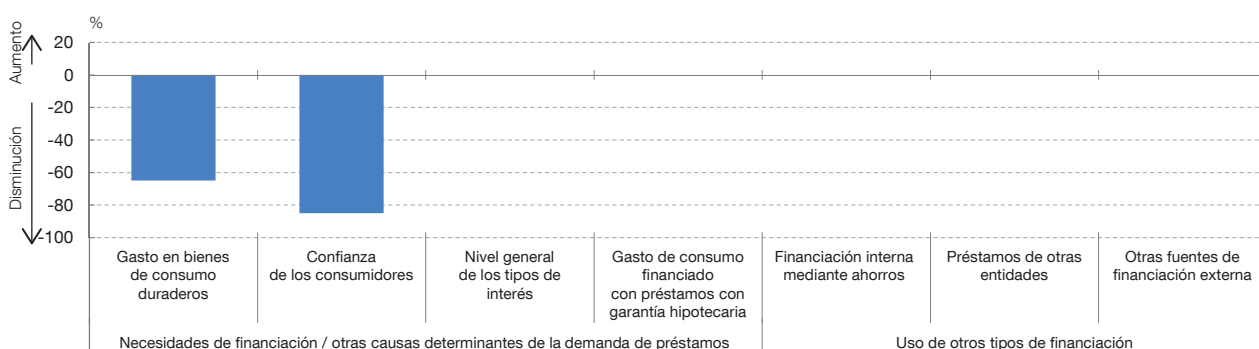 %
Aumento
Disminución
20
0
-20
-40
-60
-80
-100
Gasto en bienes
de consumo
duraderos
Confianza
de los consumidores
Nivel general
de los tipos de
interés
Gasto de consumo
financiado
con préstamos con
garantía hipotecaria
Financiación interna
mediante ahorros
Préstamos de otras
entidades
Otras fuentes de
financiación externa
Necesidades de financiación / otras causas determinantes de la demanda de préstamos
Uso de otros tipos de financiación